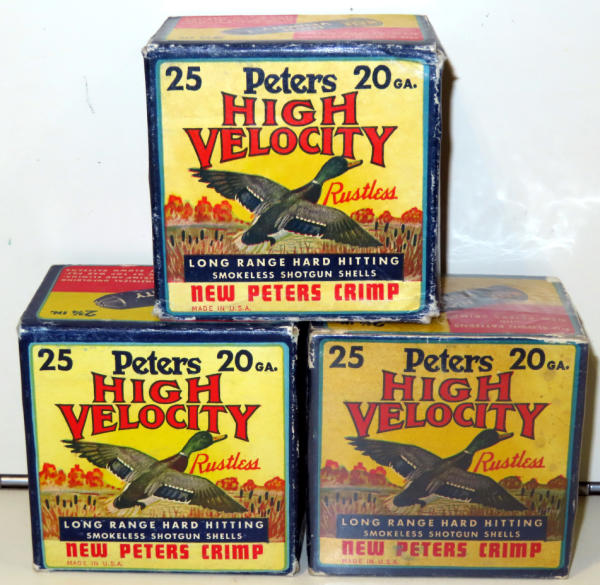 25 Peters 20 GA.
HIGH
VELOCITY
Rustless
LONG RANGE HARD HITTING
SMOKELESS SHOTGUN SHELLS
NEW PETERS CRIMP
MADE IN U.S.A.
25 Peters 20 GA.
HIGH
VELOCITY
Rustless
LONG RANGE HARD HITTING
SMOKELESS SHOTGUN SHELLS
NEW PETERS CRIMP
MADE IN U.S.A.
25 Peters 20 GA.
HIGH
VELOCITY
Rustless
LONG RANGE HARD HITTING
SMOKELESS SHOTGUN SHELLS
NEW PETERS CRIMP
MADE IN U.S.A.